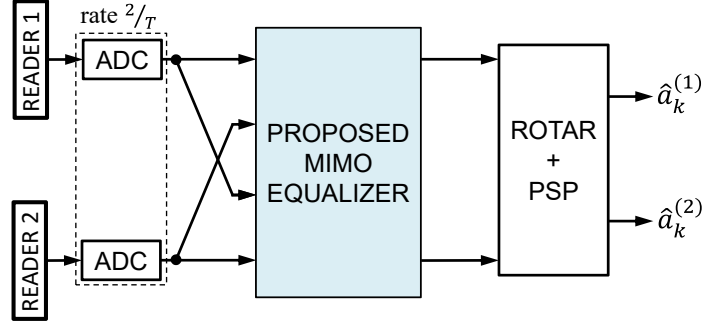 rate 2/T
READER 1
ADC
PROPOSED
MIMO
EQUALIZER
ROTAR
+
PSP
â_k^(1)
â_k^(2)
READER 2
ADC